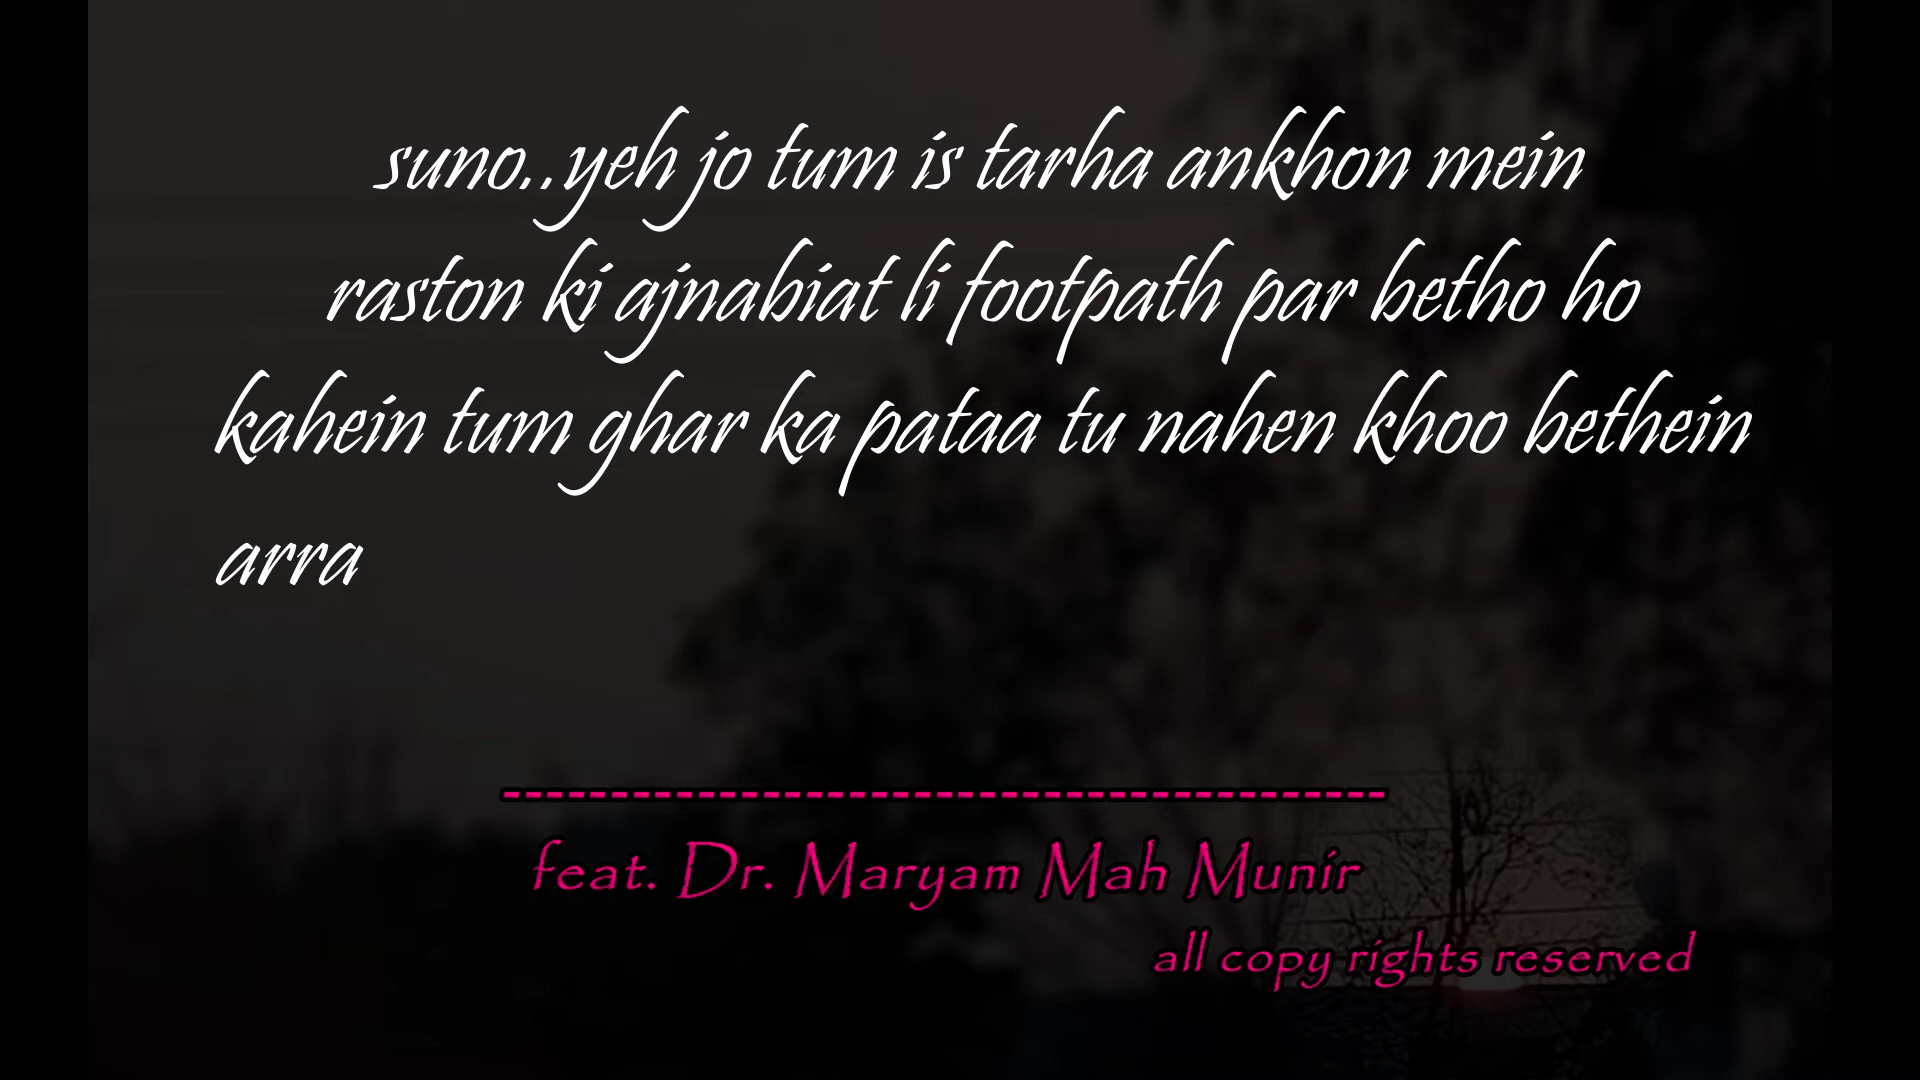 suno..yeh jo tum is tarha ankhon mein
raston ki ajnabiat li footpath par betho ho
kahein tum ghar ka pataa tu nahen khoo bethein
arra
----------------------------------------
feat. Dr. Maryam Mah Munir
all copy rights reserved